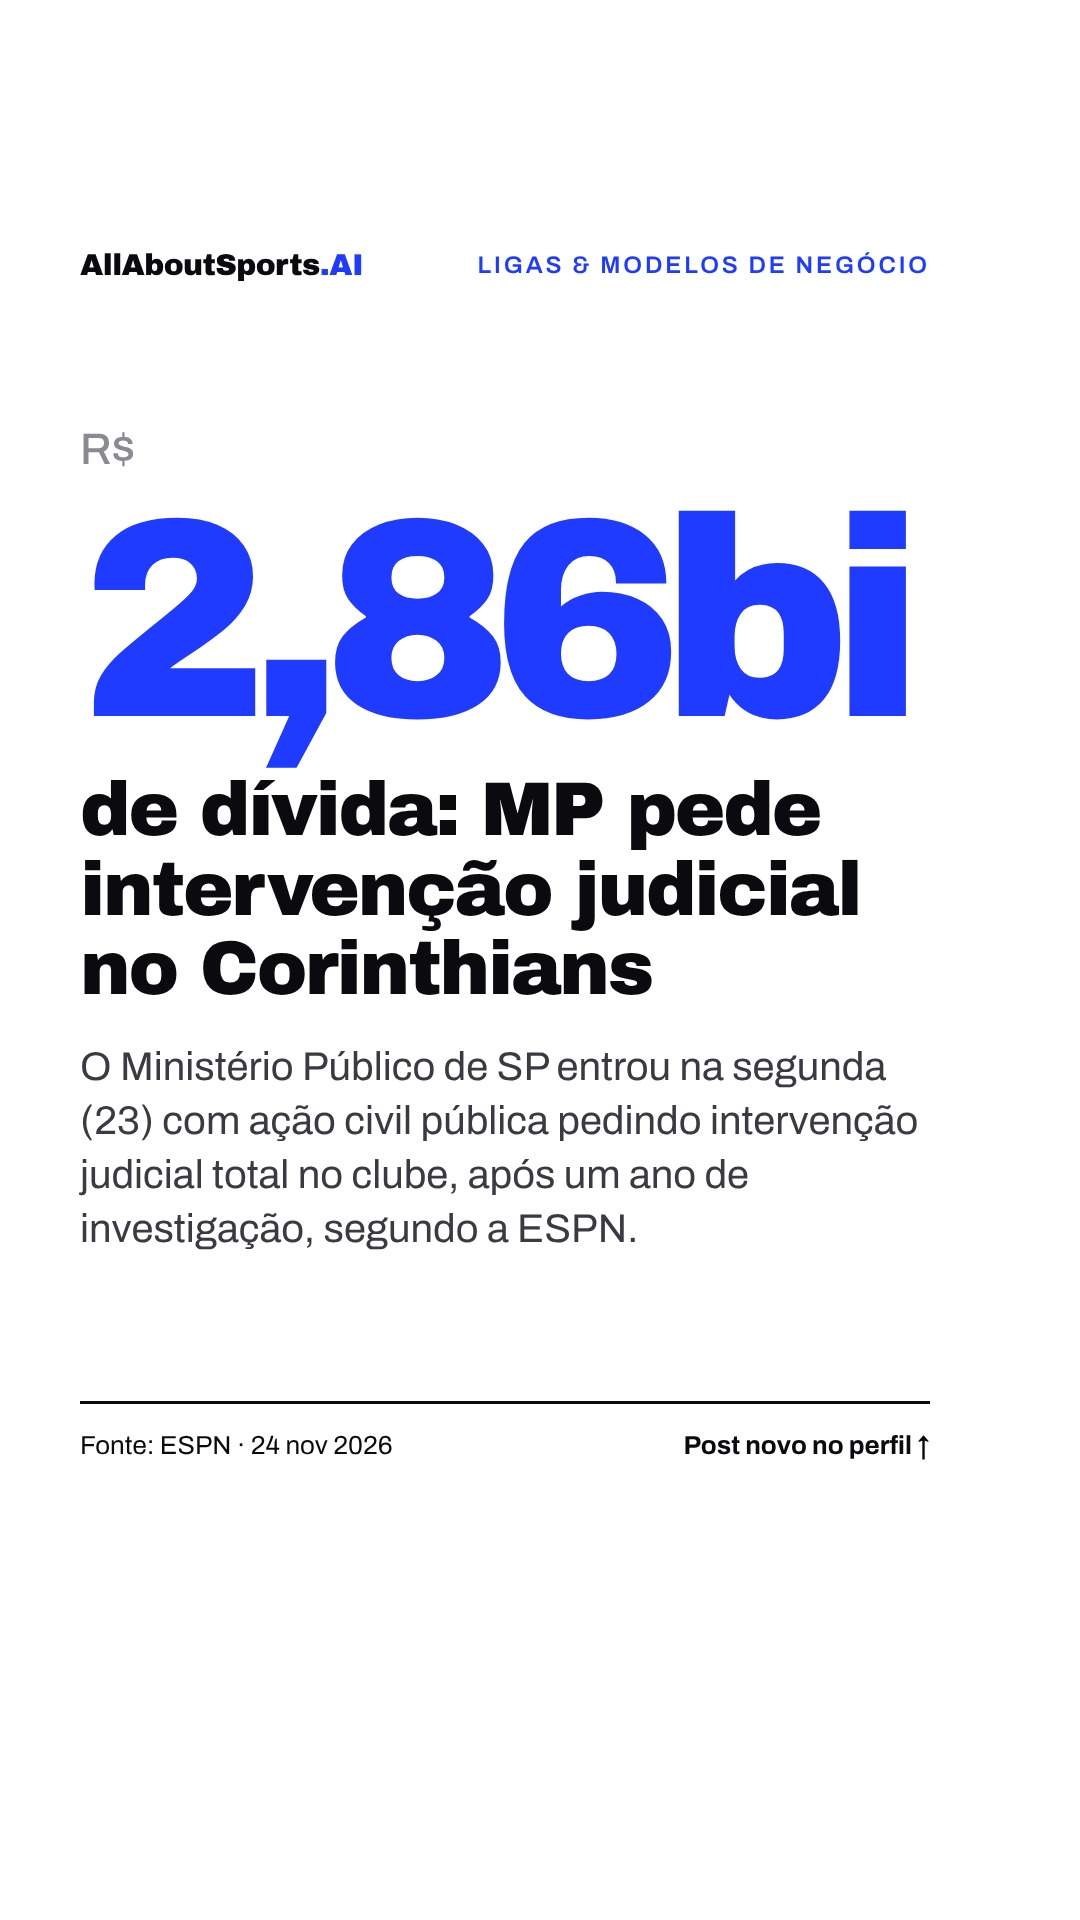 AllAboutSports.AI
LIGAS & MODELOS DE NEGÓCIO
R$
2,86bi
de dívida: MP pede
intervenção judicial
no Corinthians
O Ministério Público de SP entrou na segunda
(23) com ação civil pública pedindo intervenção
judicial total no clube, após um ano de
investigação, segundo a ESPN.
Fonte: ESPN · 24 nov 2026
Post novo no perfil ↑